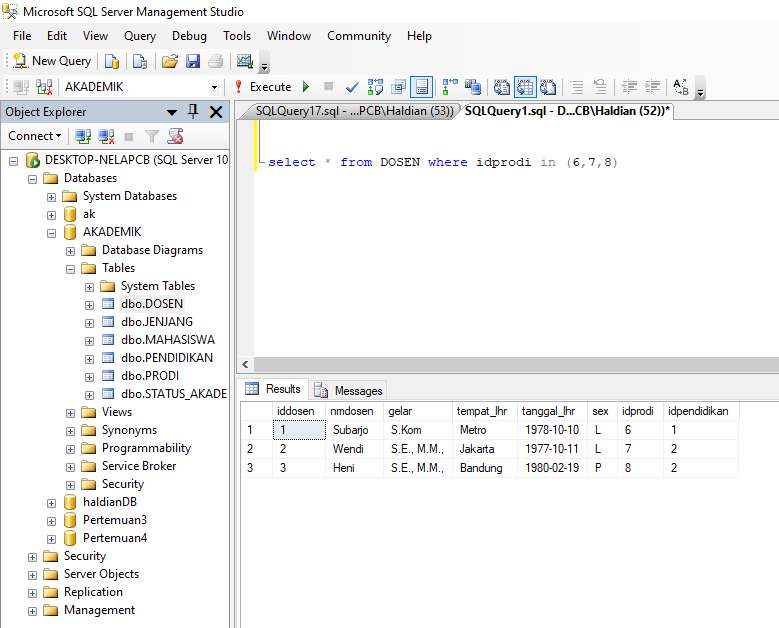 Microsoft SQL Server Management Studio
File Edit View Query Debug Tools Window Community Help
New Query
AKADEMIK Execute
Object Explorer
Connect
DESKTOP-NELAPCB (SQL Server 10
Databases
System Databases
ak
AKADEMIK
Database Diagrams
Tables
System Tables
dbo.DOSEN
dbo.JENJANG
dbo.MAHASISWA
dbo.PENDIDIKAN
dbo.PRODI
dbo.STATUS_AKADE
Views
Synonyms
Programmability
Service Broker
Security
haldianDB
Pertemuan3
Pertemuan4
Security
Server Objects
Replication
Management
SQLQuery17.sql - ...PCB\Haldian (53)) SQLQuery1.sql - D...CB\Haldian (52))*
select * from DOSEN where idprodi in (6,7,8)
Results Messages
iddosen nmdosen gelar tempat_lhr tanggal_lhr sex idprodi idpendidikan
1 1 Subarjo S.Kom Metro 1978-10-10 L 6 1
2 2 Wendi S.E., M.M., Jakarta 1977-10-11 L 7 2
3 3 Heni S.E., M.M., Bandung 1980-02-19 P 8 2